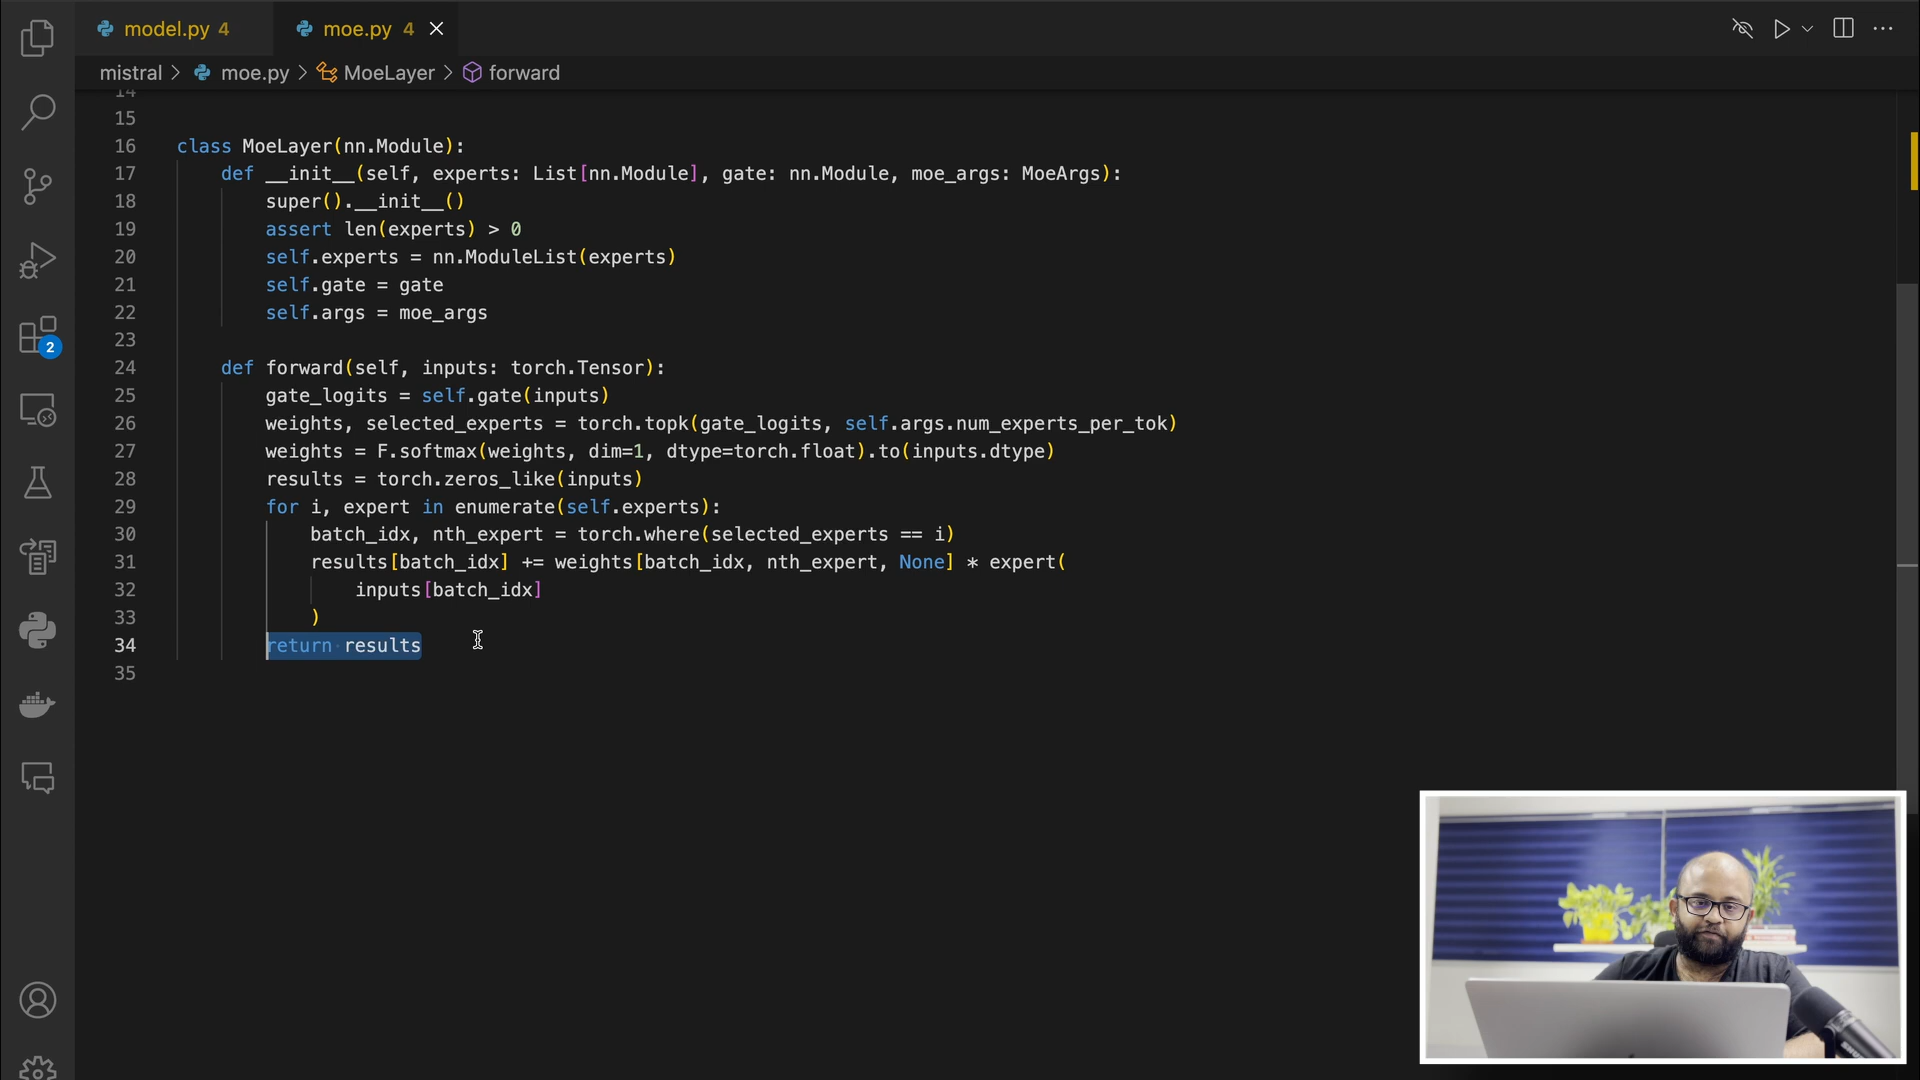 model.py 4
moe.py 4
mistral > moe.py > MoeLayer > forward
14
15
16 class MoeLayer(nn.Module):
17 def __init__(self, experts: List[nn.Module], gate: nn.Module, moe_args: MoeArgs):
18 super().__init__()
19 assert len(experts) > 0
20 self.experts = nn.ModuleList(experts)
21 self.gate = gate
22 self.args = moe_args
23
24 def forward(self, inputs: torch.Tensor):
25 gate_logits = self.gate(inputs)
26 weights, selected_experts = torch.topk(gate_logits, self.args.num_experts_per_tok)
27 weights = F.softmax(weights, dim=1, dtype=torch.float).to(inputs.dtype)
28 results = torch.zeros_like(inputs)
29 for i, expert in enumerate(self.experts):
30 batch_idx, nth_expert = torch.where(selected_experts == i)
31 results[batch_idx] += weights[batch_idx, nth_expert, None] * expert(
32 inputs[batch_idx]
33 )
34 return results
35
2